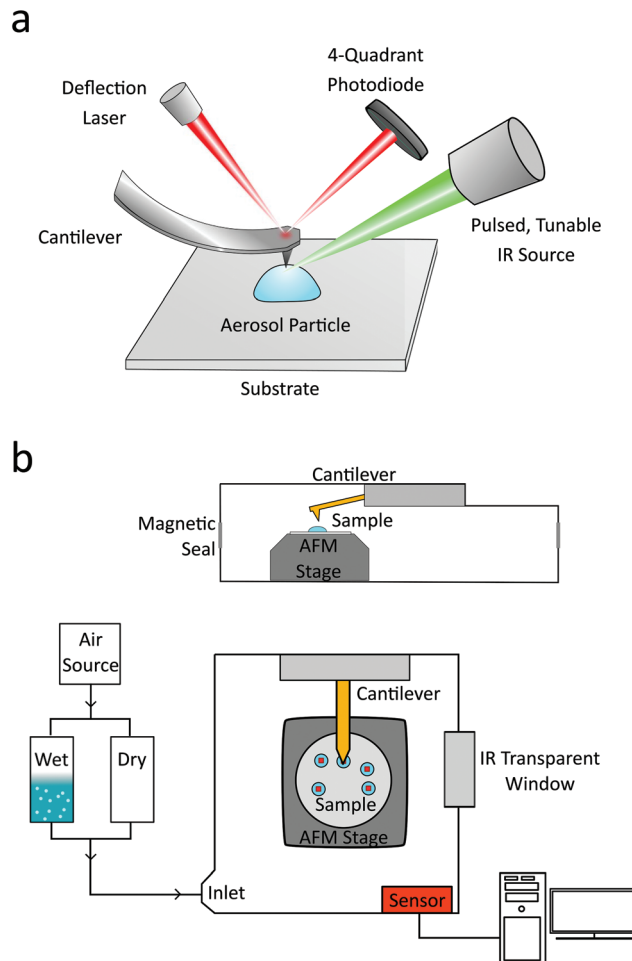 a
Deflection
Laser
4-Quadrant
Photodiode
Cantilever
Pulsed, Tunable
IR Source
Aerosol Particle
Substrate
b
Cantilever
Magnetic
Seal
Sample
AFM
Stage
Air
Source
Wet
Dry
Cantilever
IR Transparent
Window
Sample
AFM Stage
Inlet
Sensor